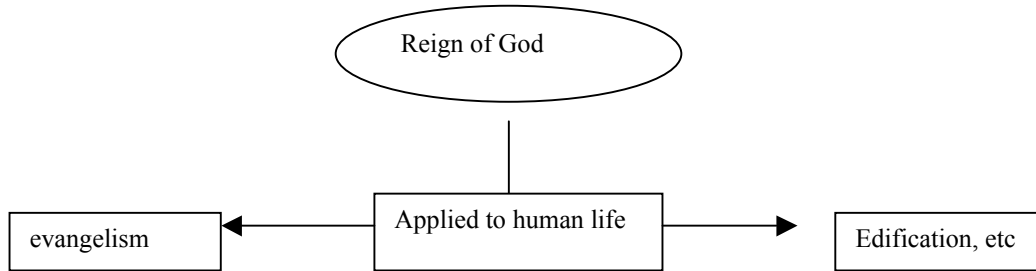 Reign of God
Applied to human life
evangelism
Edification, etc